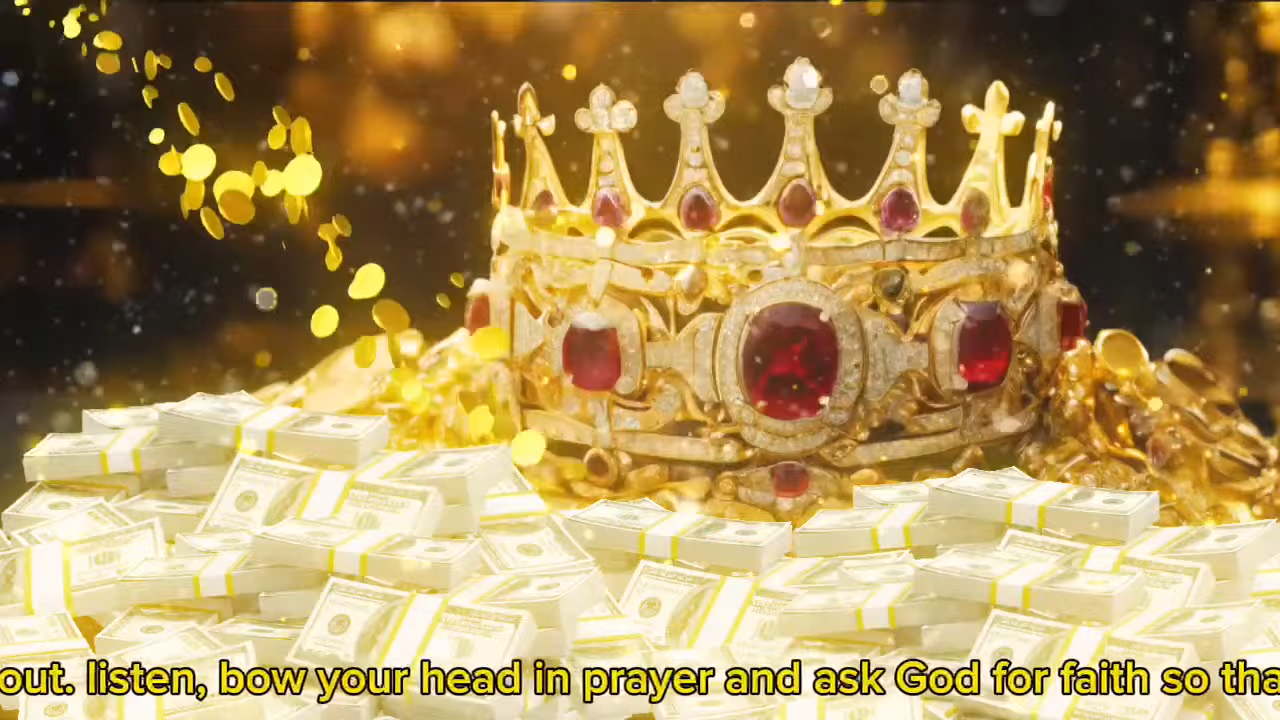 out. listen, bow your head in prayer and ask God for faith so tha